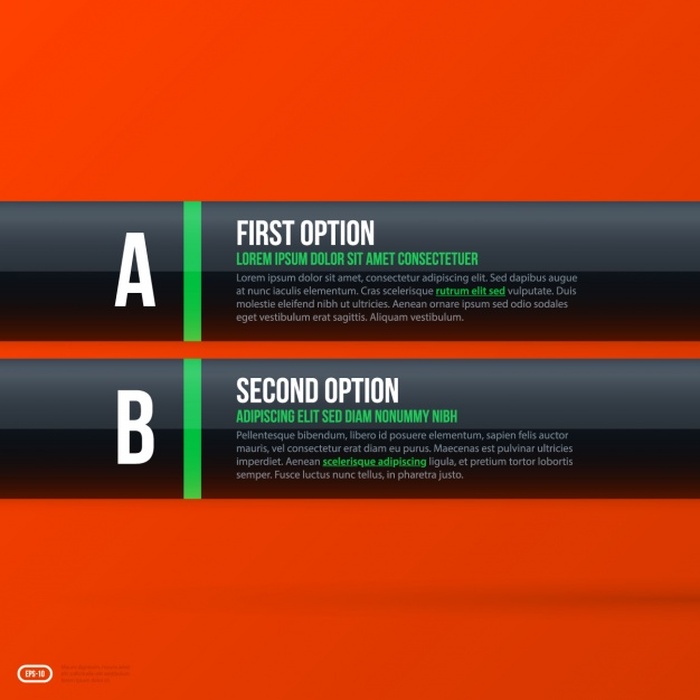 A
FIRST OPTION
LOREM IPSUM DOLOR SIT AMET CONSECTETUER
Lorem ipsum dolor sit amet, consectetur adipiscing elit. Sed dapibus augue
at nunc iaculis elementum. Cras scelerisque rutrum elit sed vulputate. Duis
molestie eleifend nibh ut ultricies. Aenean ornare ipsum sed odio sodales
eget vestibulum erat sagittis. Aliquam vestibulum.
B
SECOND OPTION
ADIPISCING ELIT SED DIAM NONUMMY NIBH
Pellentesque bibendum, libero id posuere elementum, sapien felis auctor
mauris, vel consectetur erat diam eu purus. Maecenas est pulvinar ultricies
imperdiet. Aenean scelerisque adipiscing ligula, et pretium tortor lobortis
semper. Fusce luctus nunc tellus, in pharetra justo.
EPS-10